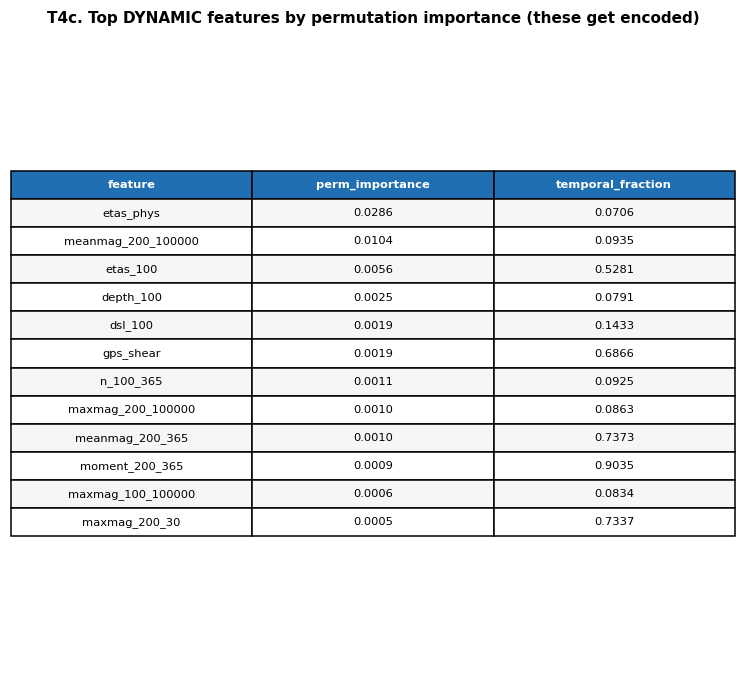 T4c. Top DYNAMIC features by permutation importance (these get encoded)
feature perm_importance temporal_fraction
etas_phys 0.0286 0.0706
meanmag_200_100000 0.0104 0.0935
etas_100 0.0056 0.5281
depth_100 0.0025 0.0791
dsl_100 0.0019 0.1433
gps_shear 0.0019 0.6866
n_100_365 0.0011 0.0925
maxmag_200_100000 0.0010 0.0863
meanmag_200_365 0.0010 0.7373
moment_200_365 0.0009 0.9035
maxmag_100_100000 0.0006 0.0834
maxmag_200_30 0.0005 0.7337